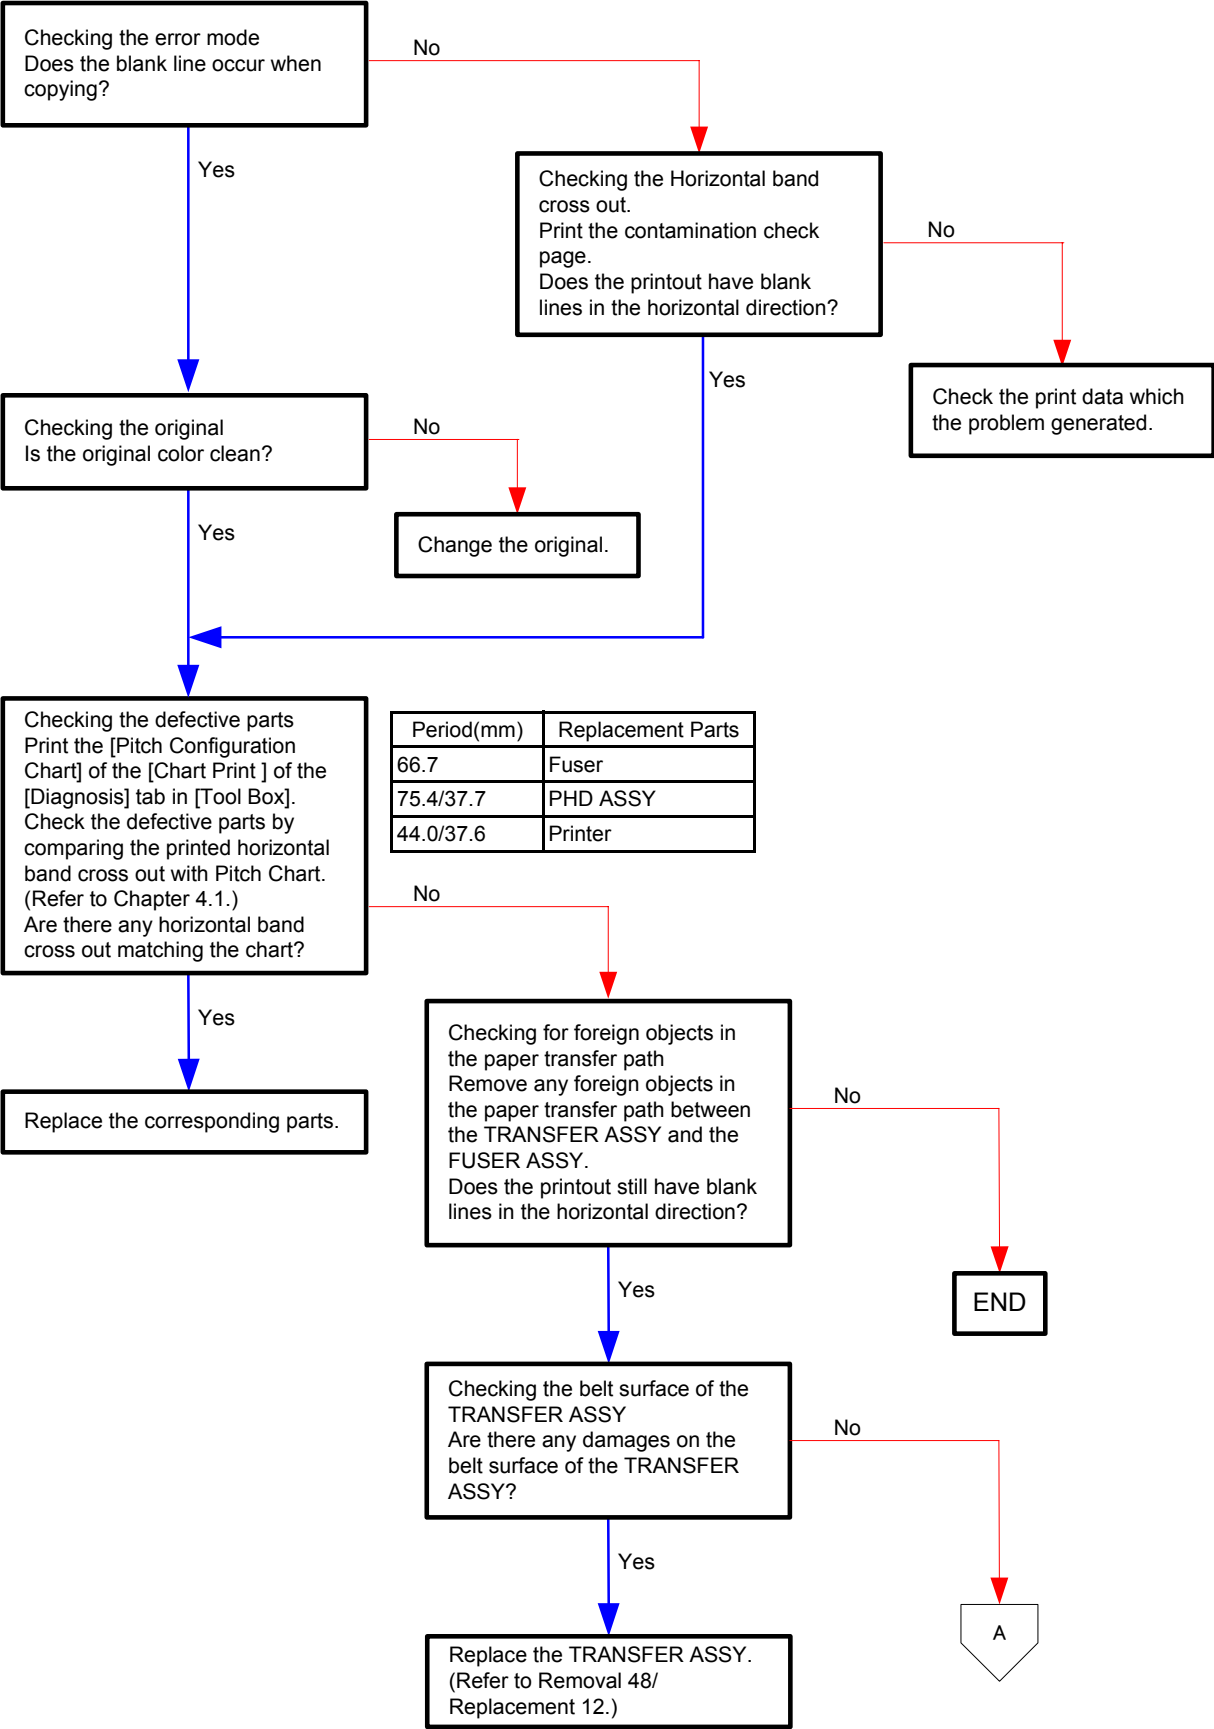 Checking the error mode
Does the blank line occur when
copying?
No
Yes
Checking the Horizontal band
cross out.
Print the contamination check
page.
Does the printout have blank
lines in the horizontal direction?
No
Yes
Check the print data which
the problem generated.
Checking the original
Is the original color clean?
No
Yes
Change the original.
Checking the defective parts
Print the [Pitch Configuration
Chart] of the [Chart Print ] of the
[Diagnosis] tab in [Tool Box].
Check the defective parts by
comparing the printed horizontal
band cross out with Pitch Chart.
(Refer to Chapter 4.1.)
Are there any horizontal band
cross out matching the chart?
Period(mm) Replacement Parts
66.7 Fuser
75.4/37.7 PHD ASSY
44.0/37.6 Printer
No
Yes
Replace the corresponding parts.
Checking for foreign objects in
the paper transfer path
Remove any foreign objects in
the paper transfer path between
the TRANSFER ASSY and the
FUSER ASSY.
Does the printout still have blank
lines in the horizontal direction?
No
Yes
END
Checking the belt surface of the
TRANSFER ASSY
Are there any damages on the
belt surface of the TRANSFER
ASSY?
No
Yes
A
Replace the TRANSFER ASSY.
(Refer to Removal 48/
Replacement 12.)